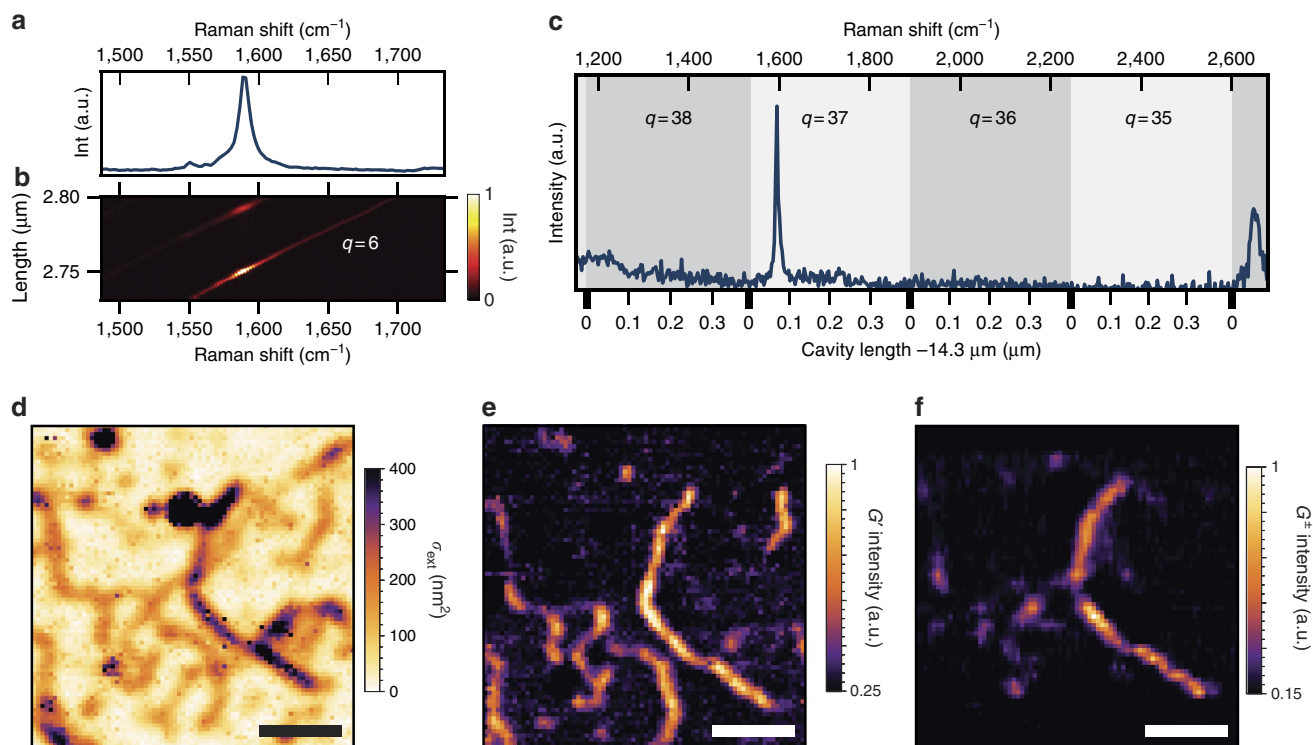 a
Raman shift (cm⁻¹)
1,500 1,550 1,600 1,650 1,700
Int (a.u.)
b
2.80
2.75
Length (μm)
q=6
1
0
Int (a.u.)
1,500 1,550 1,600 1,650 1,700
Raman shift (cm⁻¹)
c
Raman shift (cm⁻¹)
1,200 1,400 1,600 1,800 2,000 2,200 2,400 2,600
Intensity (a.u.)
q=38 q=37 q=36 q=35
0 0.1 0.2 0.3 0 0.1 0.2 0.3 0 0.1 0.2 0.3 0 0.1 0.2 0.3 0
Cavity length −14.3 μm (μm)
d
400
300
200
100
0
σext (nm²)
e
1
0.25
G′ intensity (a.u.)
f
1
0.15
G± intensity (a.u.)